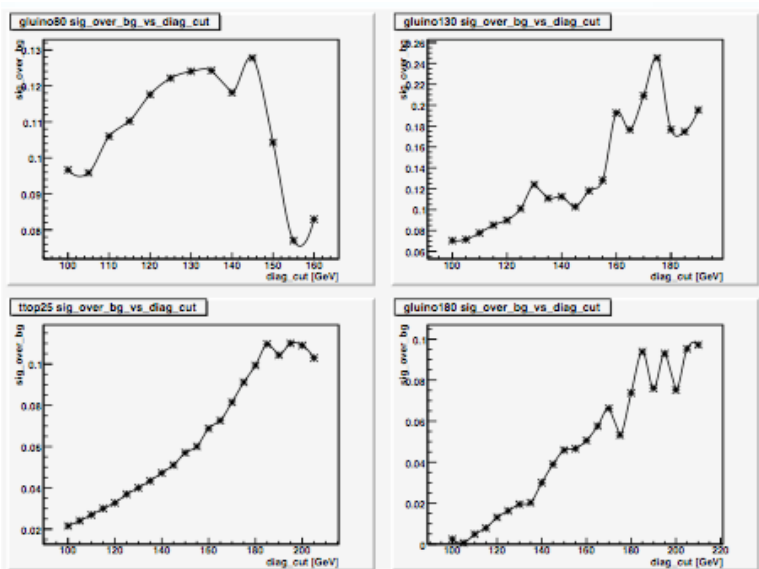 gluino80 sig_over_bg_vs_diag_cut
sig_over_bg
0.13
0.12
0.11
0.1
0.09
0.08
100 110 120 130 140 150 160
diag_cut [GeV]
gluino130 sig_over_bg_vs_diag_cut
sig_over_bg
0.26
0.24
0.22
0.2
0.18
0.16
0.14
0.12
0.1
0.08
0.06
100 120 140 160 180
diag_cut [GeV]
ttop25 sig_over_bg_vs_diag_cut
sig_over_bg
0.1
0.08
0.06
0.04
0.02
100 120 140 160 180 200
diag_cut [GeV]
gluino180 sig_over_bg_vs_diag_cut
sig_over_bg
0.1
0.08
0.06
0.04
0.02
0
100 120 140 160 180 200 220
diag_cut [GeV]